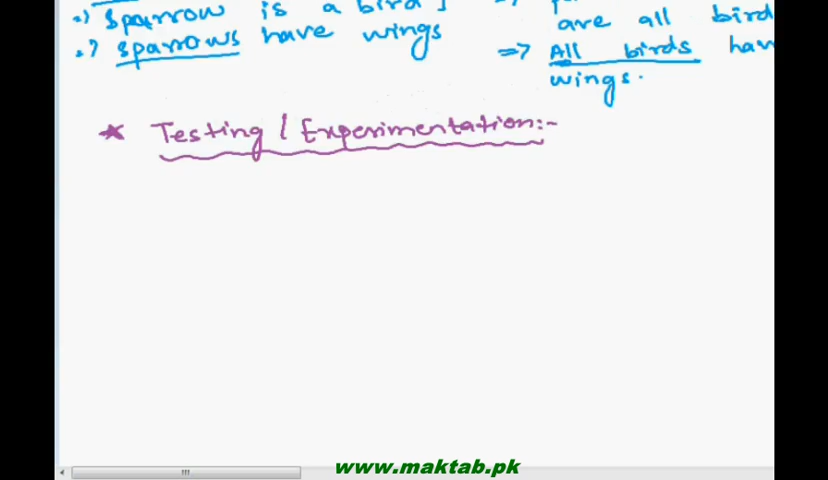 ∴) Sparrow is a bird
∴) sparrows have wings
are all bird
⇒ All birds hav
wings.
* Testing / Experimentation:-
www.maktab.pk